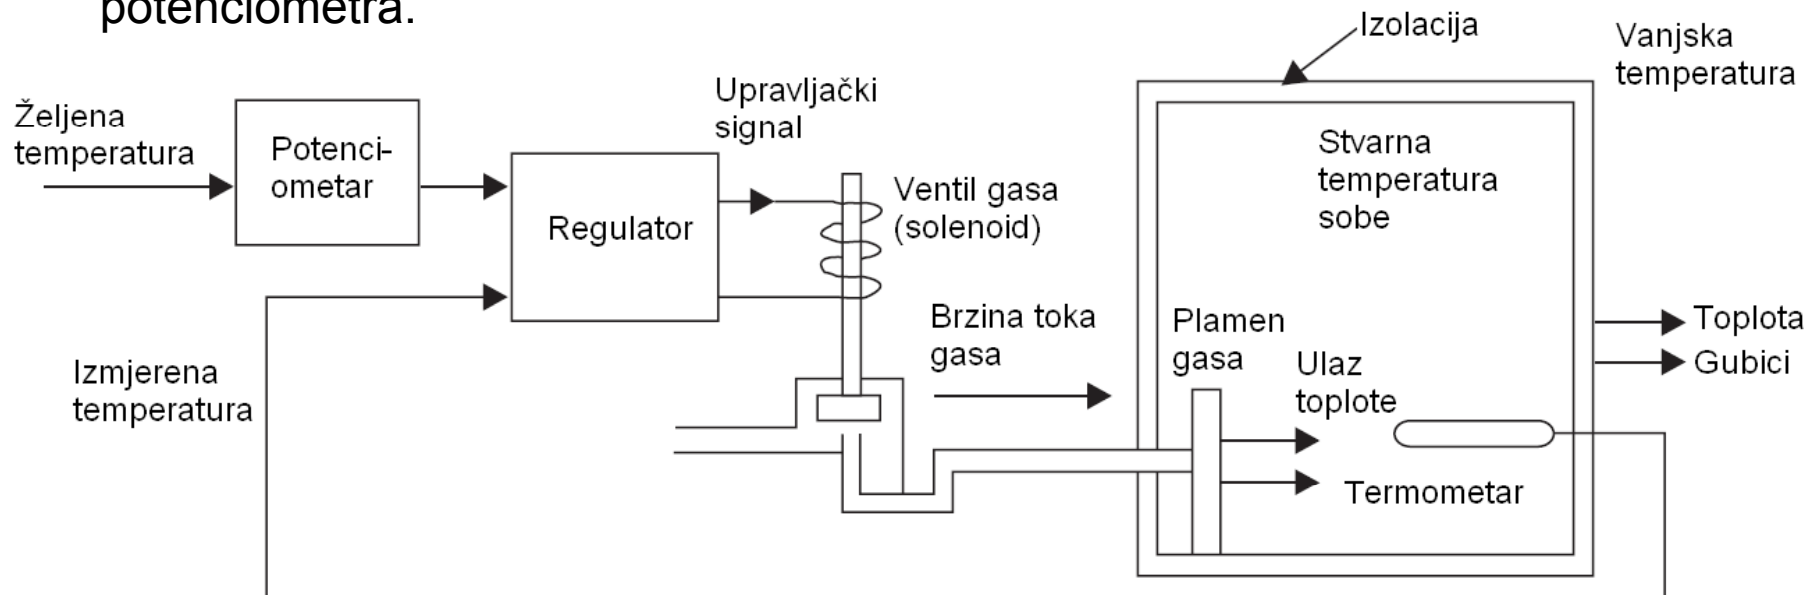 potenciometra.
Izolacija
Vanjska
temperatura
Željena
temperatura
Potenci-
ometar
Upravljački
signal
Regulator
Ventil gasa
(solenoid)
Stvarna
temperatura
sobe
Izmjerena
temperatura
Brzina toka
gasa
Plamen
gasa
Ulaz
toplote
Termometar
Toplota
Gubici